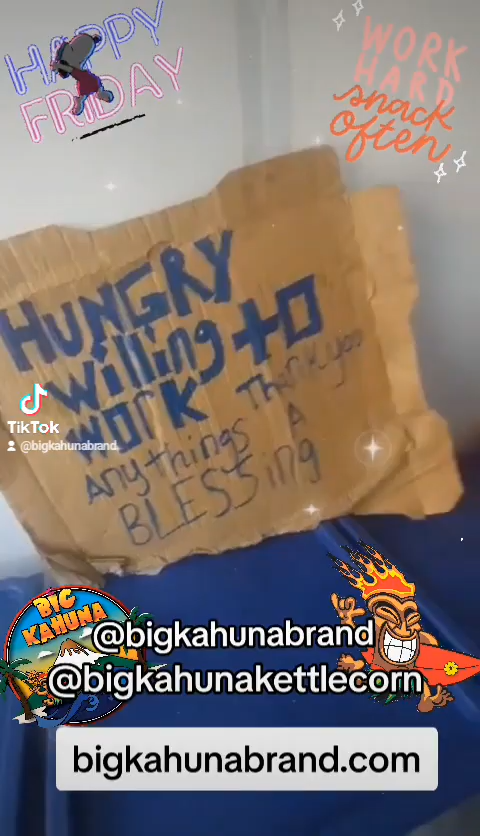 HAPPY
FRIDAY
WORK
HARD
snack
often
HUNGRY
willing to
WORK Thank you
Anythings A
BLESSing
TikTok
@bigkahunabrand
BIG
KAHUNA
@bigkahunabrand
@bigkahunakettlecorn
bigkahunabrand.com